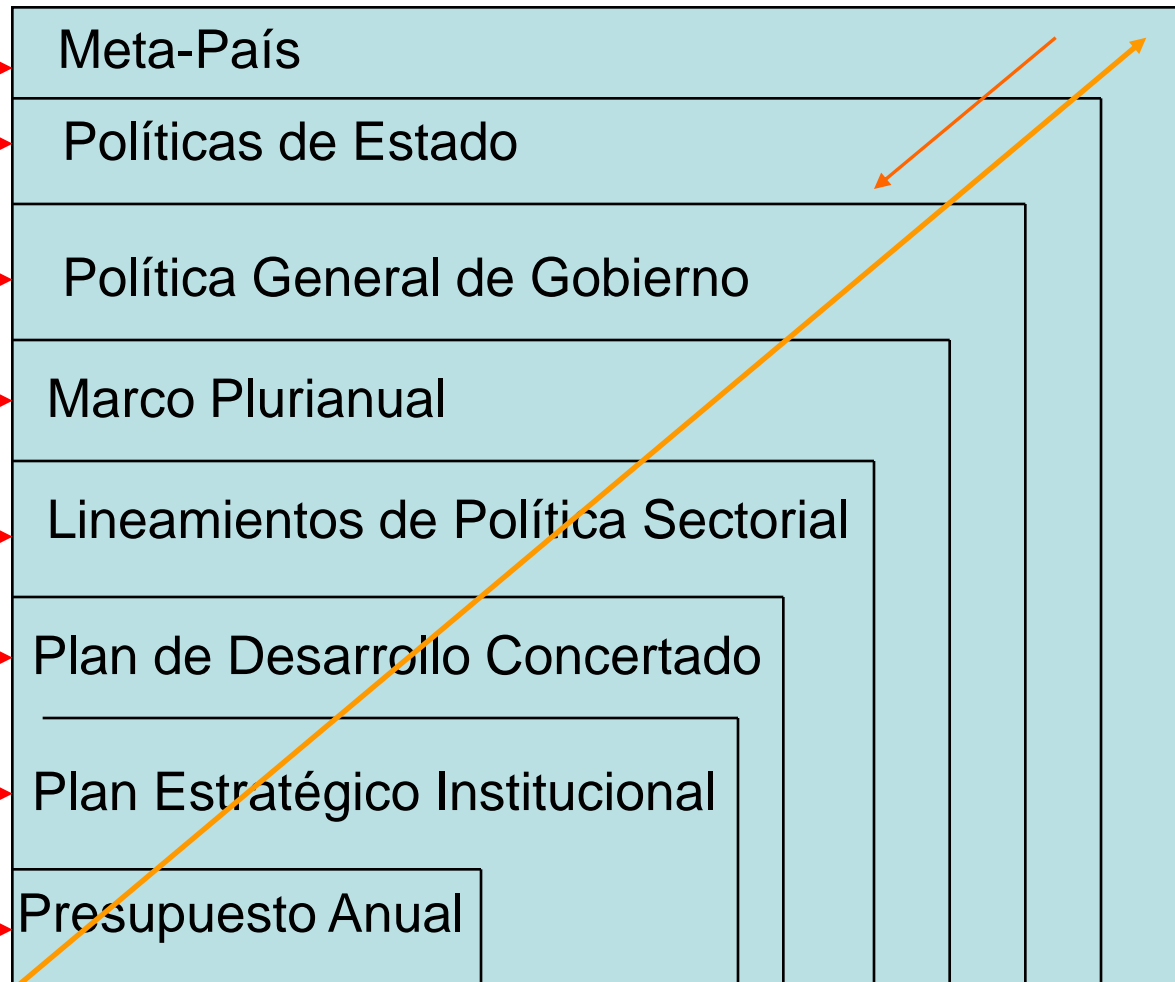 Meta-País
Políticas de Estado
Política General de Gobierno
Marco Plurianual
Lineamientos de Política Sectorial
Plan de Desarrollo Concertado
Plan Estratégico Institucional
Presupuesto Anual